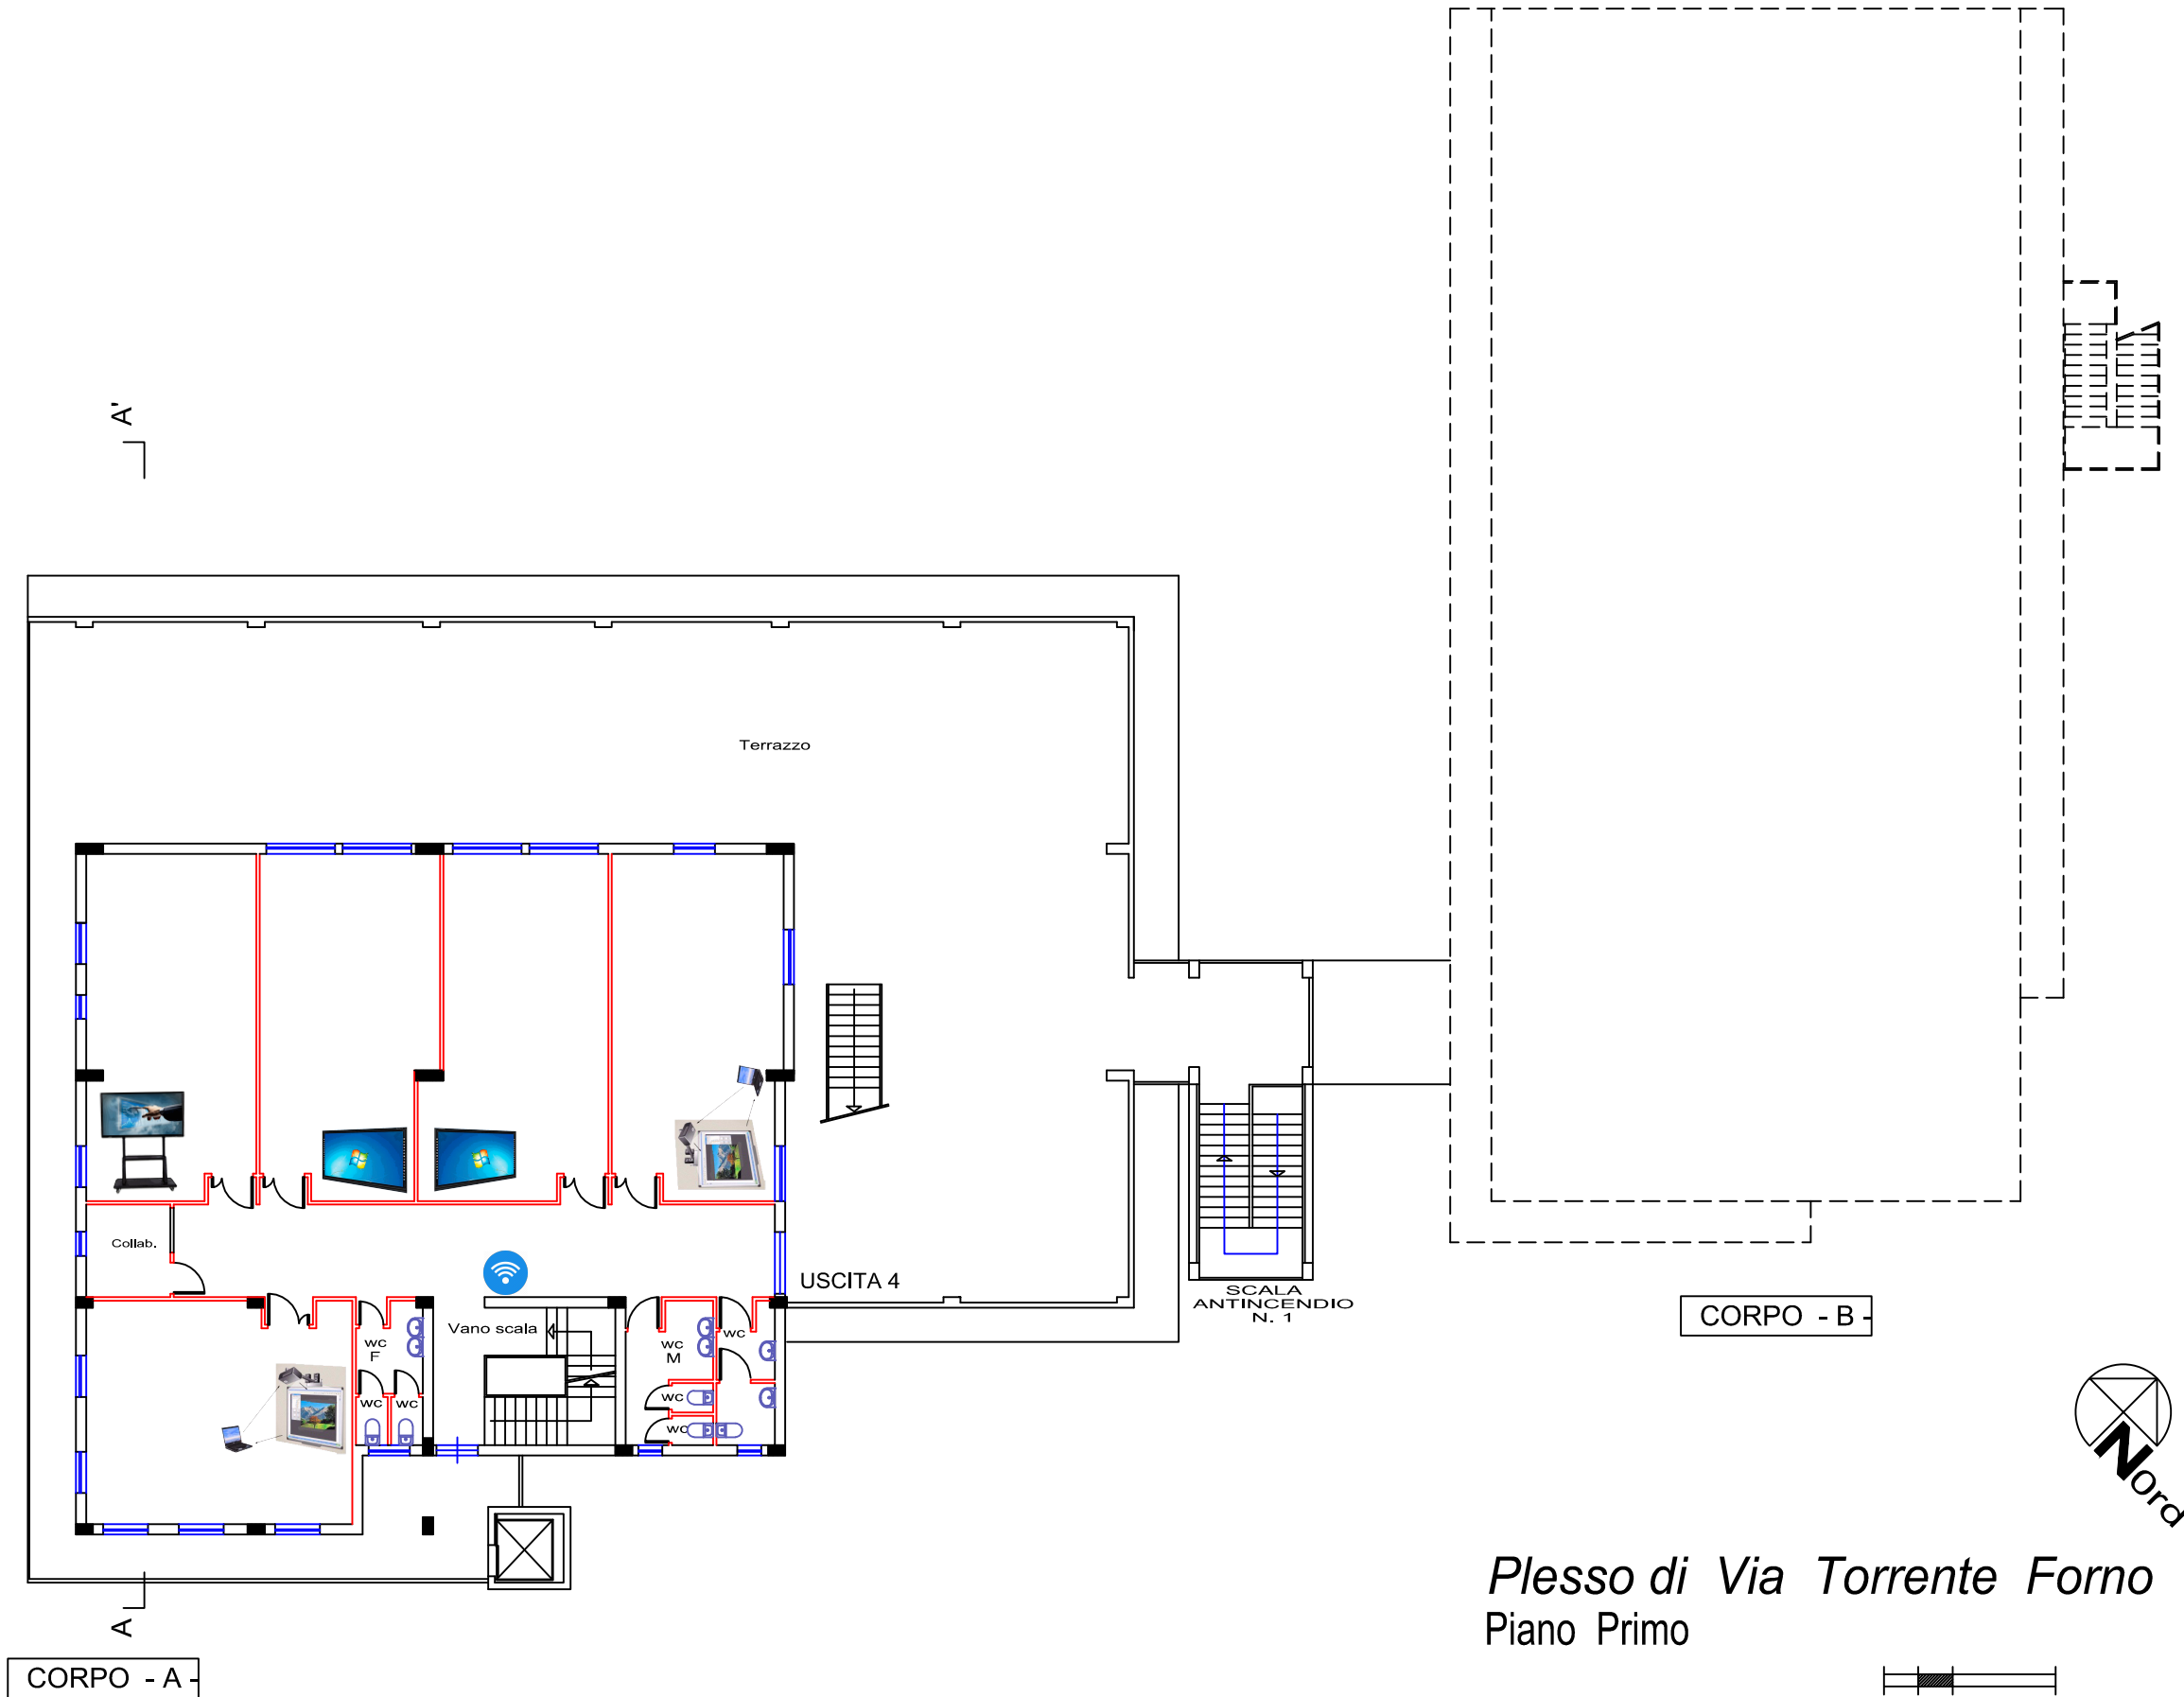 A'
Terrazzo
Collab.
USCITA 4
SCALA
ANTINCENDIO
N. 1
CORPO - B -
Vano scala
wc
F
wc
M
wc
wc
wc
wc
wc
Nord
Plesso di Via Torrente Forno
Piano Primo
A
CORPO - A -